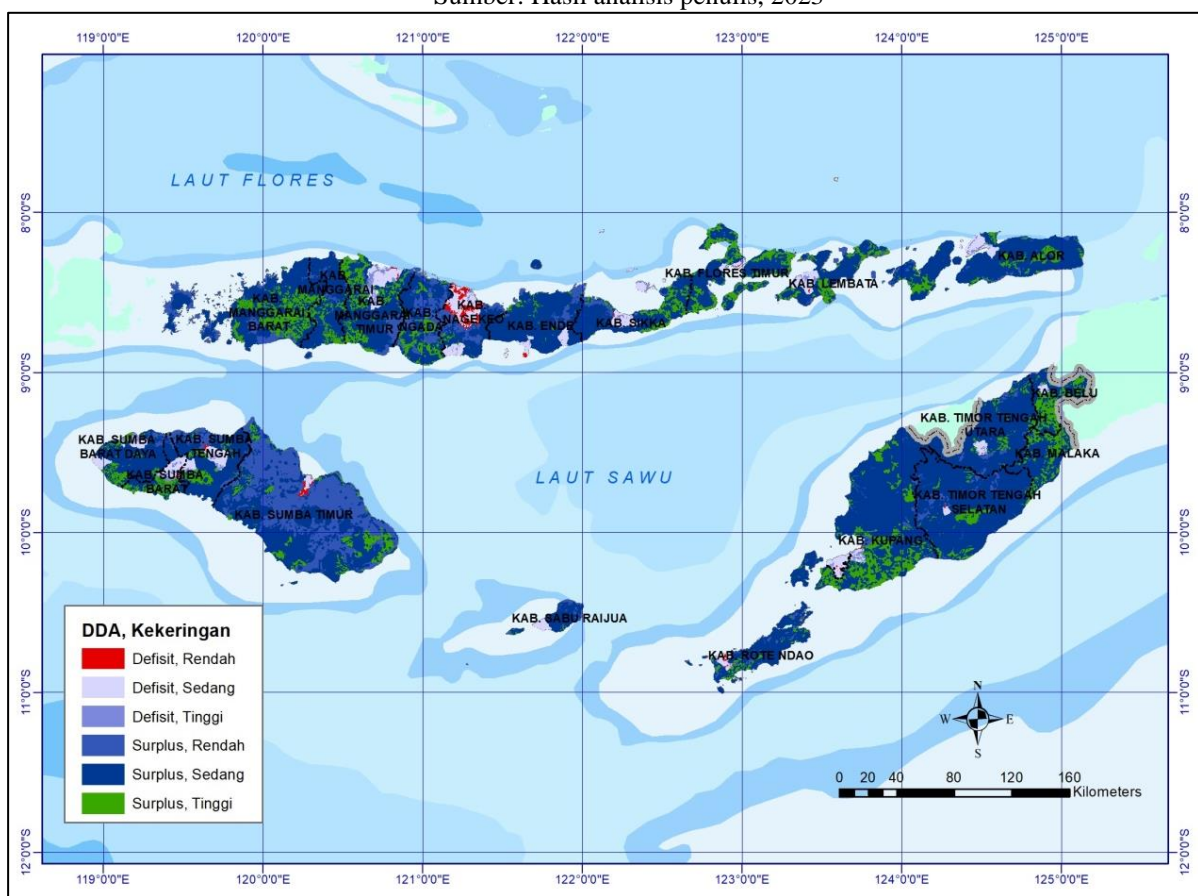 Sumber: Hasil analisis penulis, 2023
119°0'0"E 120°0'0"E 121°0'0"E 122°0'0"E 123°0'0"E 124°0'0"E 125°0'0"E
LAUT FLORES
8°0'0"S 8°0'0"S
KAB. ALOR
KAB. FLORES TIMUR
KAB. LEMBATA
KAB. MANGGARAI
KAB. MANGGARAI BARAT
KAB. MANGGARAI TIMUR
KAB. NGADA
KAB. NAGEKEO
KAB. ENDE
KAB. SIKKA
9°0'0"S 9°0'0"S
KAB. BELU
KAB. TIMOR TENGAH
UTARA
KAB. MALAKA
KAB. SUMBA
BARAT DAYA
KAB. SUMBA
TENGAH
KAB. SUMBA
BARAT
LAUT SAWU
KAB. TIMOR TENGAH
SELATAN
KAB. SUMBA TIMUR
10°0'0"S 10°0'0"S
KAB. KUPANG
KAB. SABU RAIJUA
KAB. ROTE NDAO
11°0'0"S 11°0'0"S
DDA, Kekeringan
Defisit, Rendah
Defisit, Sedang
Defisit, Tinggi
Surplus, Rendah
Surplus, Sedang
Surplus, Tinggi
N
W E
S
0 20 40 80 120 160
Kilometers
12°0'0"S 12°0'0"S
119°0'0"E 120°0'0"E 121°0'0"E 122°0'0"E 123°0'0"E 124°0'0"E 125°0'0"E